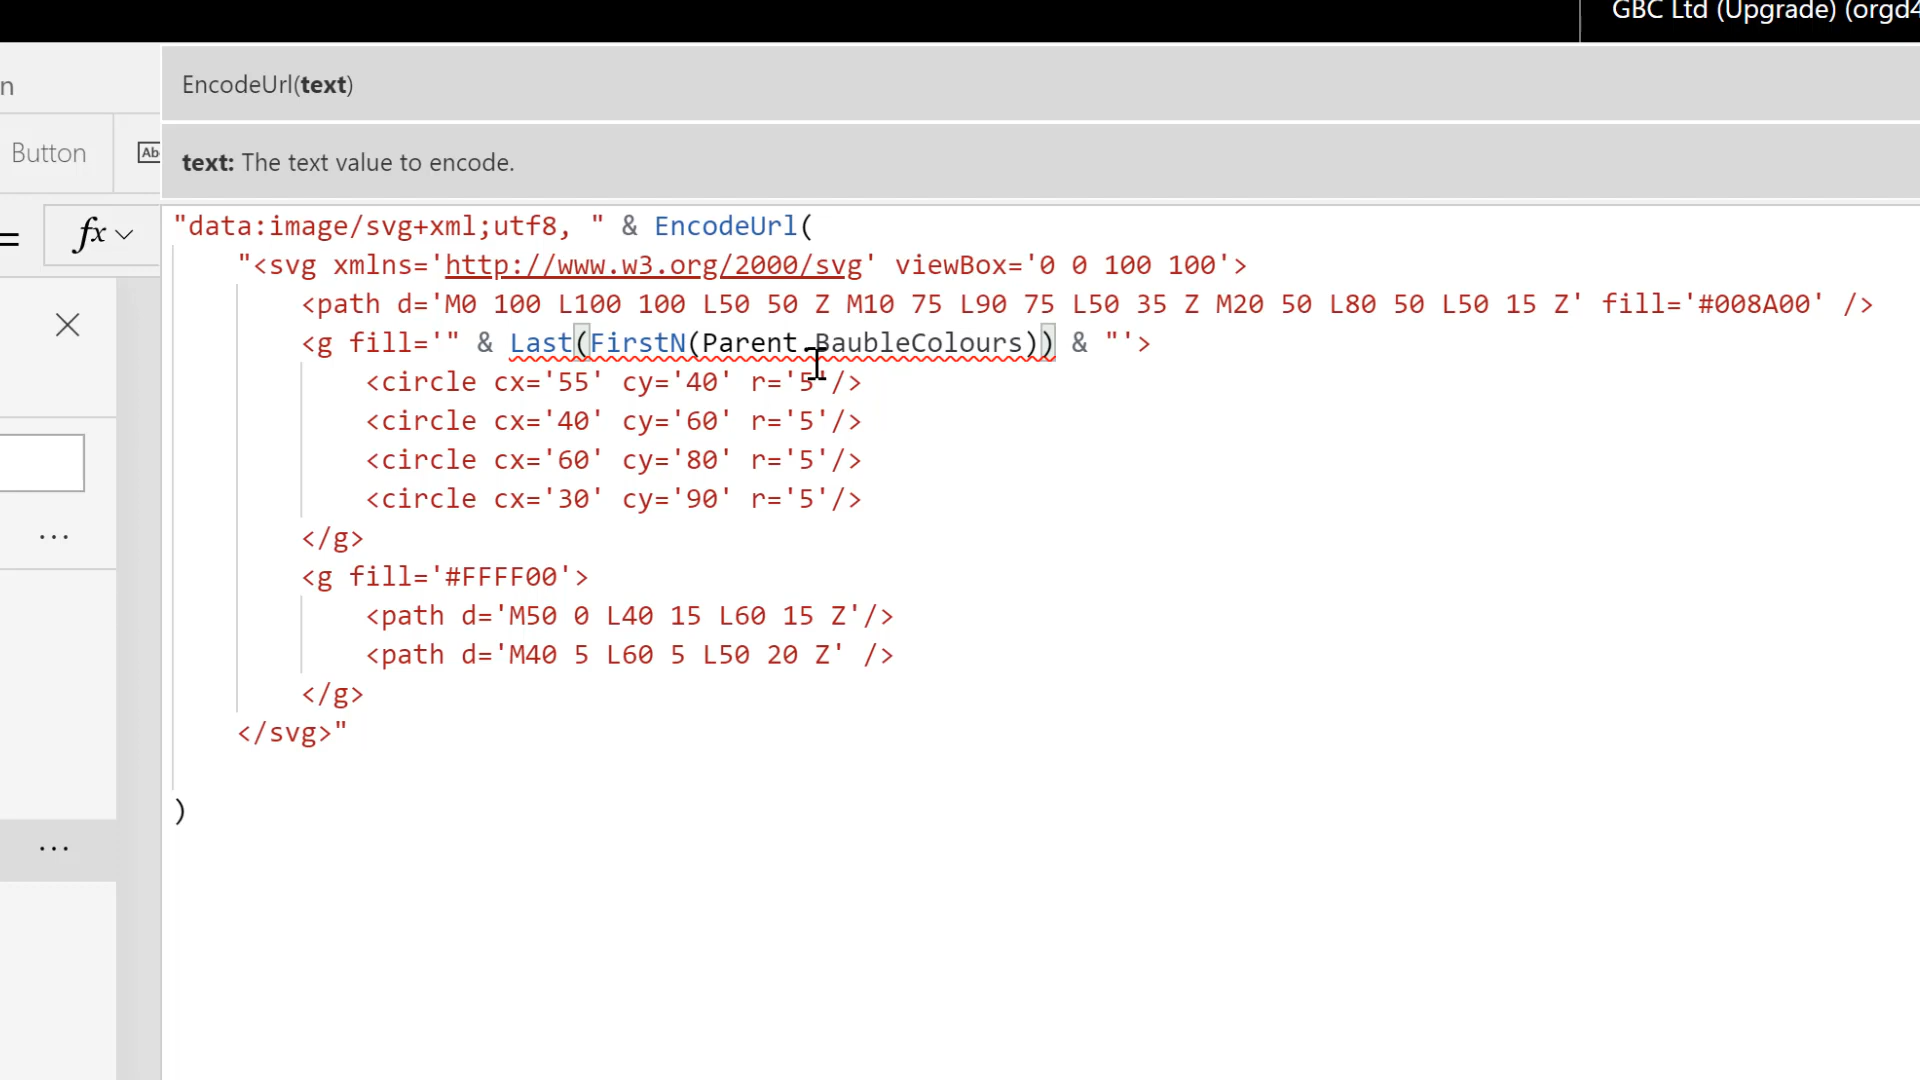 GBC Ltd (Upgrade) (orgd4
EncodeUrl(text)
n
Button
Ab
text: The text value to encode.
= fx
"data:image/svg+xml;utf8, " & EncodeUrl(
"<svg xmlns='http://www.w3.org/2000/svg' viewBox='0 0 100 100'>
<path d='M0 100 L100 100 L50 50 Z M10 75 L90 75 L50 35 Z M20 50 L80 50 L50 15 Z' fill='#008A00' />
<g fill='" & Last(FirstN(Parent.BaubleColours)) & "'>
<circle cx='55' cy='40' r='5'/>
<circle cx='40' cy='60' r='5'/>
<circle cx='60' cy='80' r='5'/>
<circle cx='30' cy='90' r='5'/>
</g>
<g fill='#FFFF00'>
<path d='M50 0 L40 15 L60 15 Z'/>
<path d='M40 5 L60 5 L50 20 Z' />
</g>
</svg>"
)